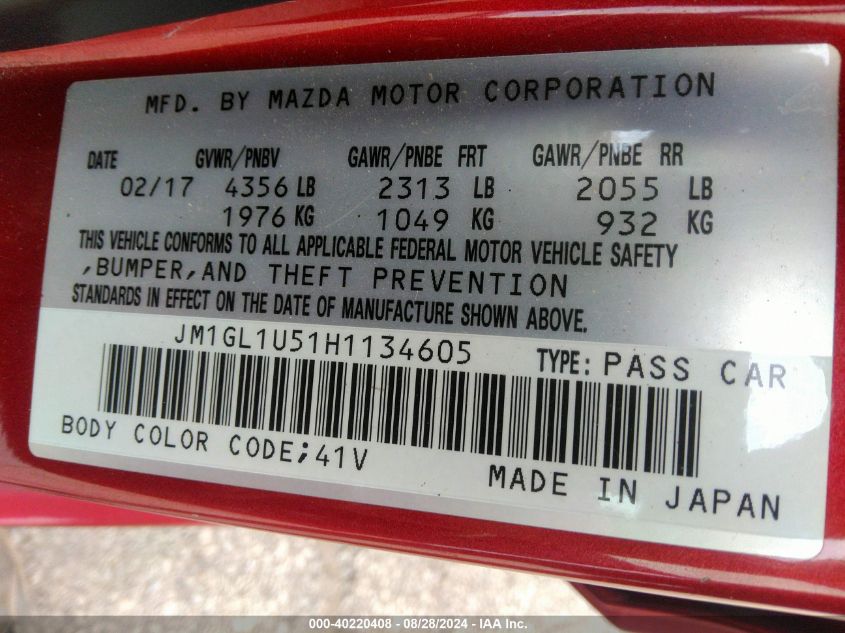 MFD. BY MAZDA MOTOR CORPORATION
DATE GVWR/PNBV GAWR/PNBE FRT GAWR/PNBE RR
02/17 4356 LB 2313 LB 2055 LB
1976 KG 1049 KG 932 KG
THIS VEHICLE CONFORMS TO ALL APPLICABLE FEDERAL MOTOR VEHICLE SAFETY
,BUMPER,AND THEFT PREVENTION
STANDARDS IN EFFECT ON THE DATE OF MANUFACTURE SHOWN ABOVE.
JM1GL1U51H1134605 TYPE: PASS CAR
BODY COLOR CODE;41V
MADE IN JAPAN
000-40220408 - 08/28/2024 - IAA Inc.